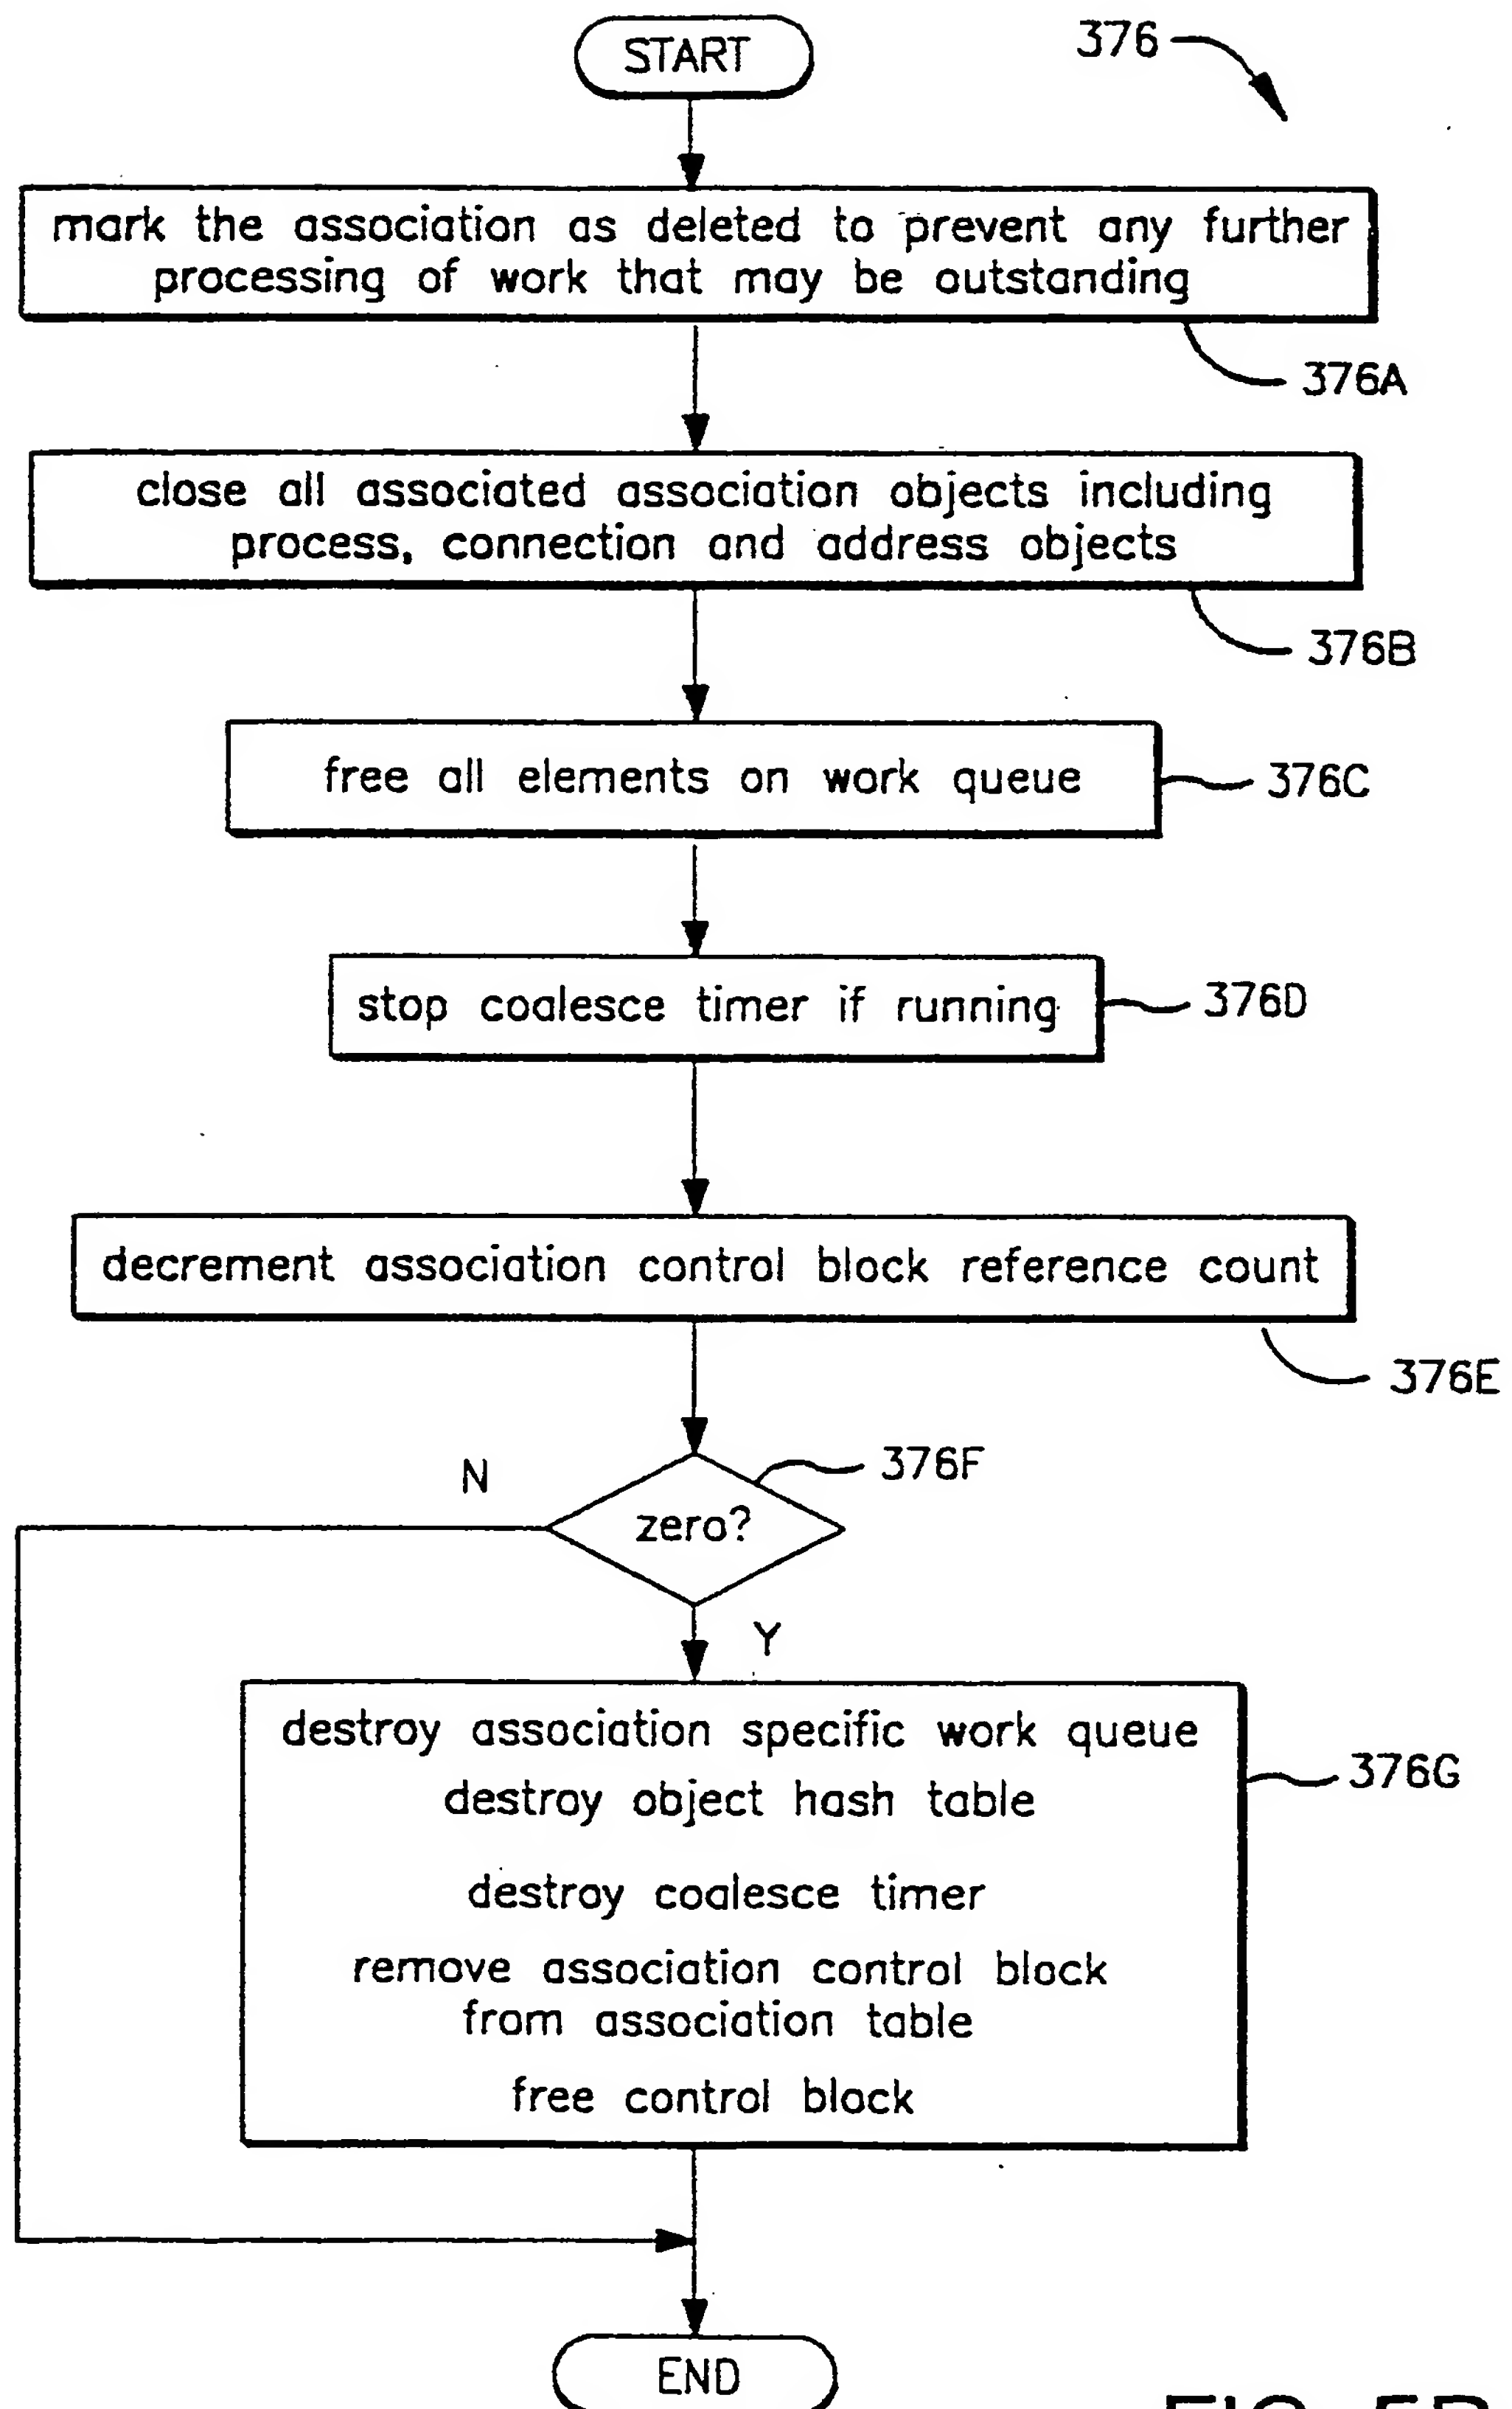 START
376
mark the association as deleted to prevent any further
processing of work that may be outstanding
376A
close all associated association objects including
process, connection and address objects
376B
free all elements on work queue
376C
stop coalesce timer if running
376D
decrement association control block reference count
376E
N
376F
zero?
Y
destroy association specific work queue
destroy object hash table
376G
destroy coalesce timer
remove association control block
from association table
free control block
END